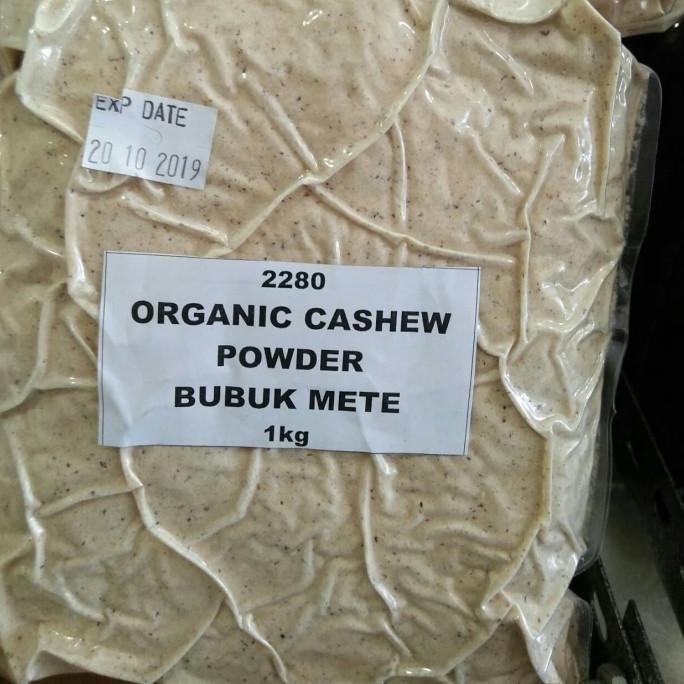 EXP DATE
20 10 2019
2280
ORGANIC CASHEW
POWDER
BUBUK METE
1kg